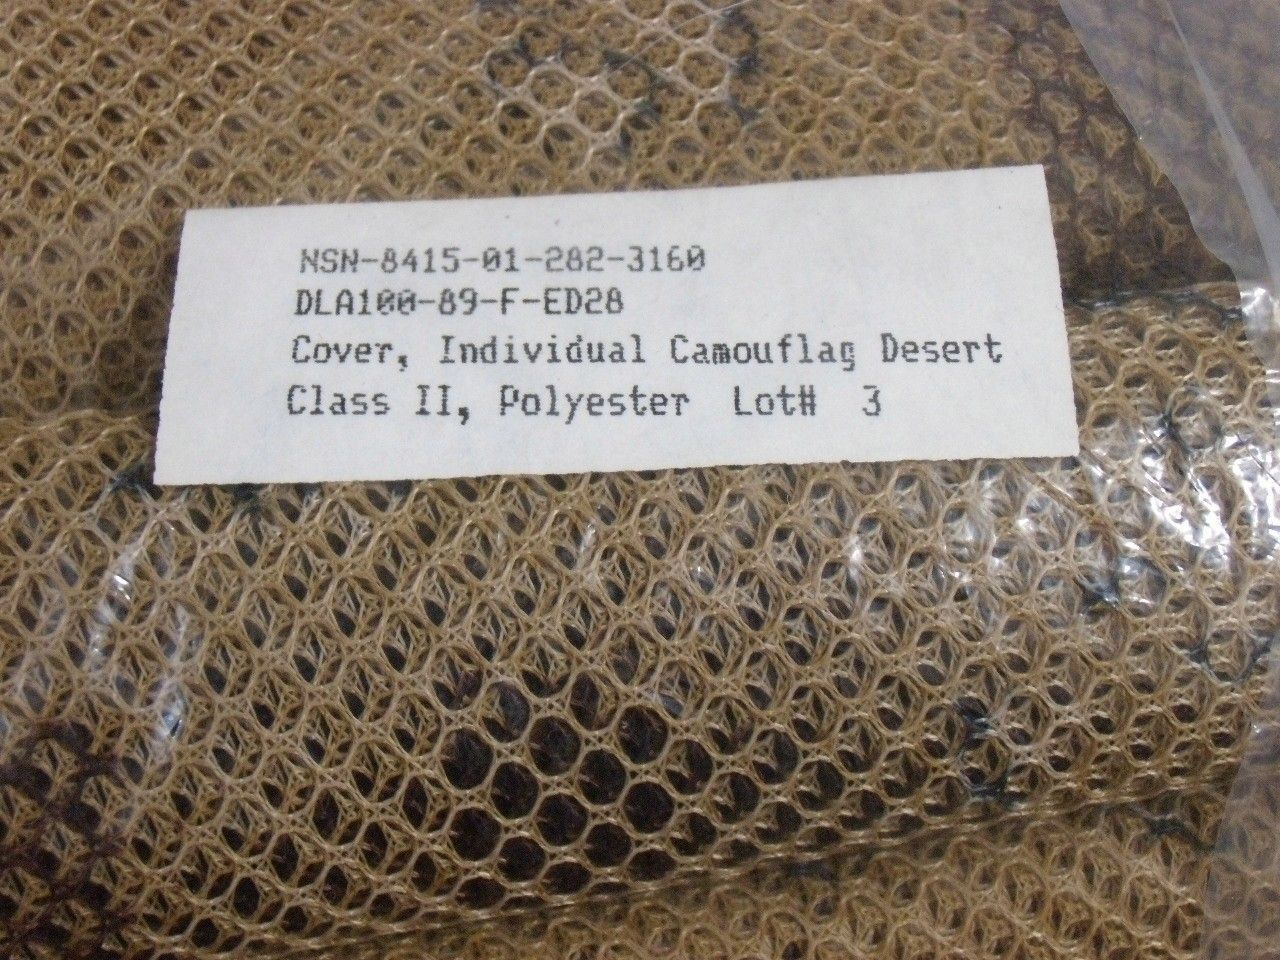 NSN-8415-01-282-3160
DLA100-89-F-ED28
Cover, Individual Camouflag Desert
Class II, Polyester Lot# 3